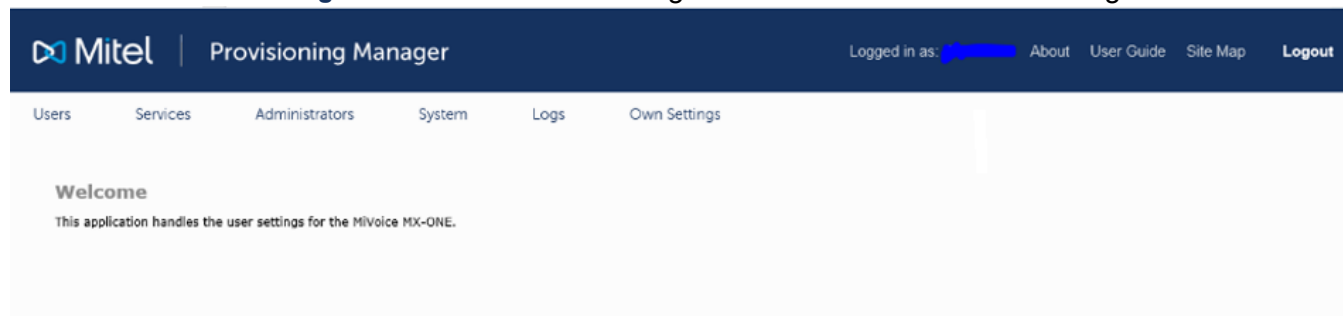 Mitel | Provisioning Manager Logged in as: About User Guide Site Map Logout
Users Services Administrators System Logs Own Settings
Welcome
This application handles the user settings for the MiVoice MX-ONE.